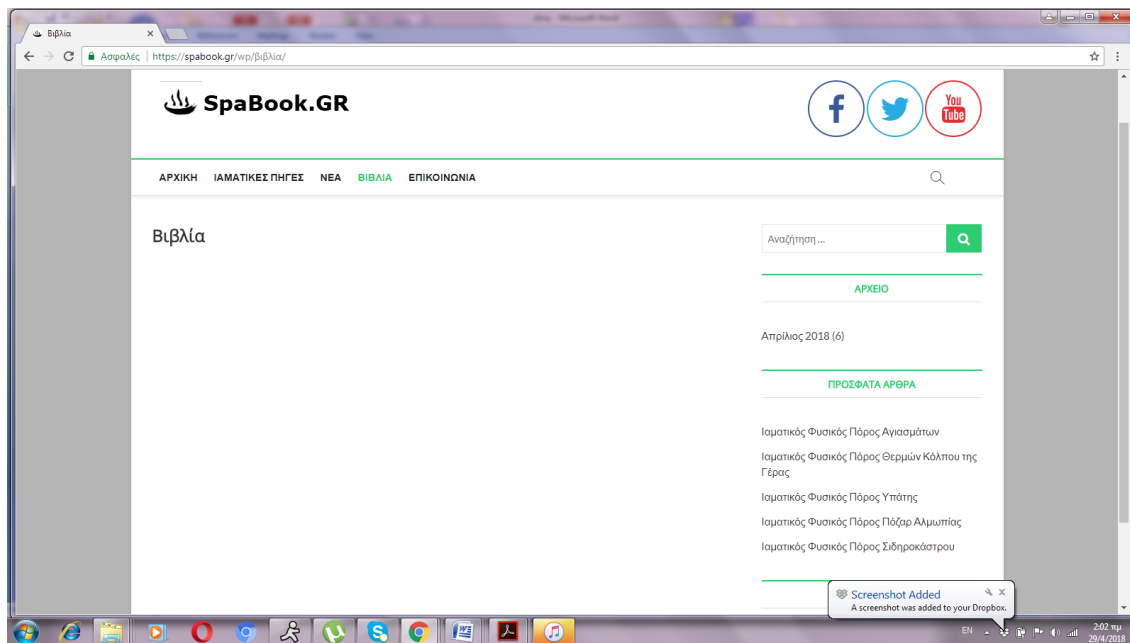 Βιβλία
Ασφαλές
https://spabook.gr/wp/βιβλία/
SpaBook.GR
f
You
Tube
ΑΡΧΙΚΗ ΙΑΜΑΤΙΚΕΣ ΠΗΓΕΣ ΝΕΑ ΒΙΒΛΙΑ ΕΠΙΚΟΙΝΩΝΙΑ
Βιβλία
Αναζήτηση ...
ΑΡΧΕΙΟ
Απρίλιος 2018 (6)
ΠΡΟΣΦΑΤΑ ΑΡΘΡΑ
Ιαματικός Φυσικός Πόρος Αγιασμάτων
Ιαματικός Φυσικός Πόρος Θερμών Κόλπου της
Γέρας
Ιαματικός Φυσικός Πόρος Υπάτης
Ιαματικός Φυσικός Πόρος Πόζαρ Αλμωπίας
Ιαματικός Φυσικός Πόρος Σιδηροκάστρου
Screenshot Added
A screenshot was added to your Dropbox.
EN
2:02 πμ
29/4/2018